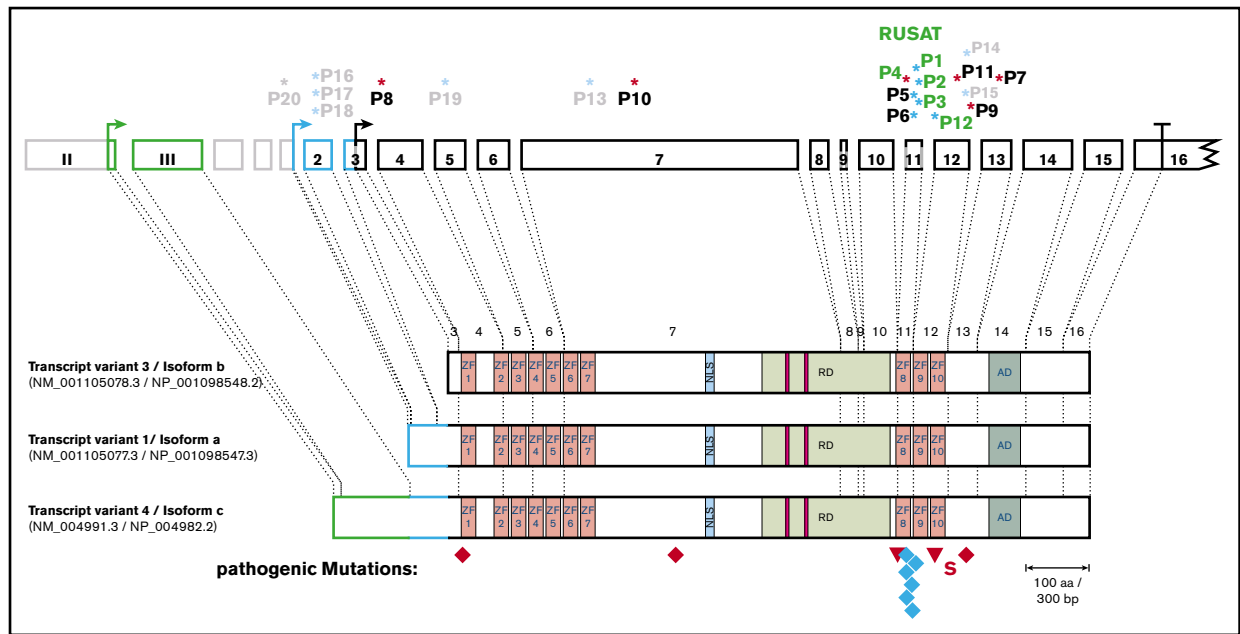 RUSAT
P16 P4 P1 P14
P20 P17 P8 P19 P13 P10 P5 P2 P11 P7
P18 P6 P3 P15 P9
P12
II III 2 3 4 5 6 7 8 9 10 11 12 13 14 15 16
3 4 5 6 7 8 9 10 11 12 13 14 15 16
Transcript variant 3 / Isoform b
(NM_001105078.3 / NP_001098548.2)
ZF 1 ZF 2 ZF 3 ZF 4 ZF 5 ZF 6 ZF 7 NLS RD ZF 8 ZF 9 ZF 10 AD
Transcript variant 1/ Isoform a
(NM_001105077.3 / NP_001098547.3)
ZF 1 ZF 2 ZF 3 ZF 4 ZF 5 ZF 6 ZF 7 NLS RD ZF 8 ZF 9 ZF 10 AD
Transcript variant 4 / Isoform c
(NM_004991.3 / NP_004982.2)
ZF 1 ZF 2 ZF 3 ZF 4 ZF 5 ZF 6 ZF 7 NLS RD ZF 8 ZF 9 ZF 10 AD
pathogenic Mutations:
S
100 aa /
300 bp